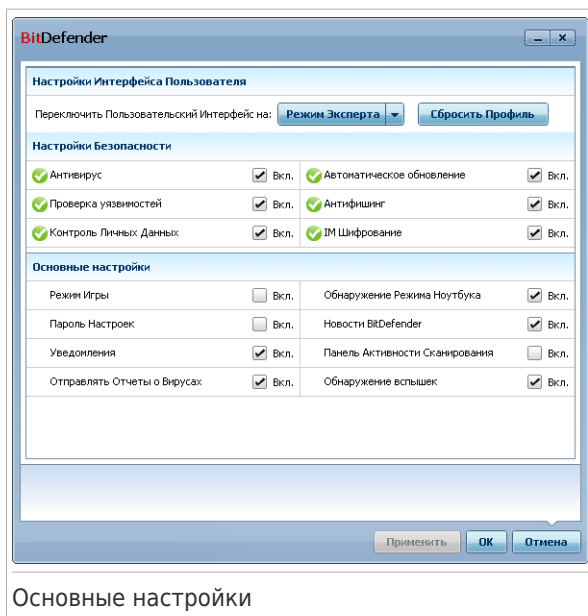 BitDefender
Настройки Интерфейса Пользователя
Переключить Пользовательский Интерфейс на: Режим Эксперта Сбросить Профиль
Настройки Безопасности
Антивирус Вкл. Автоматическое обновление Вкл.
Проверка уязвимостей Вкл. Антифишинг Вкл.
Контроль Личных Данных Вкл. IM Шифрование Вкл.
Основные настройки
Режим Игры Вкл. Обнаружение Режима Ноутбука Вкл.
Пароль Настроек Вкл. Новости BitDefender Вкл.
Уведомления Вкл. Панель Активности Сканирования Вкл.
Отправлять Отчеты о Вирусах Вкл. Обнаружение вспышек Вкл.
Применить OK Отмена
Основные настройки